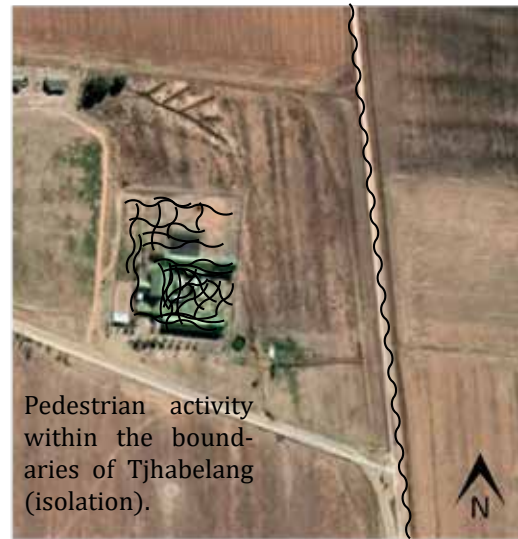 Pedestrian activity
within the bound-
aries of Tjhabelang
(isolation).
N